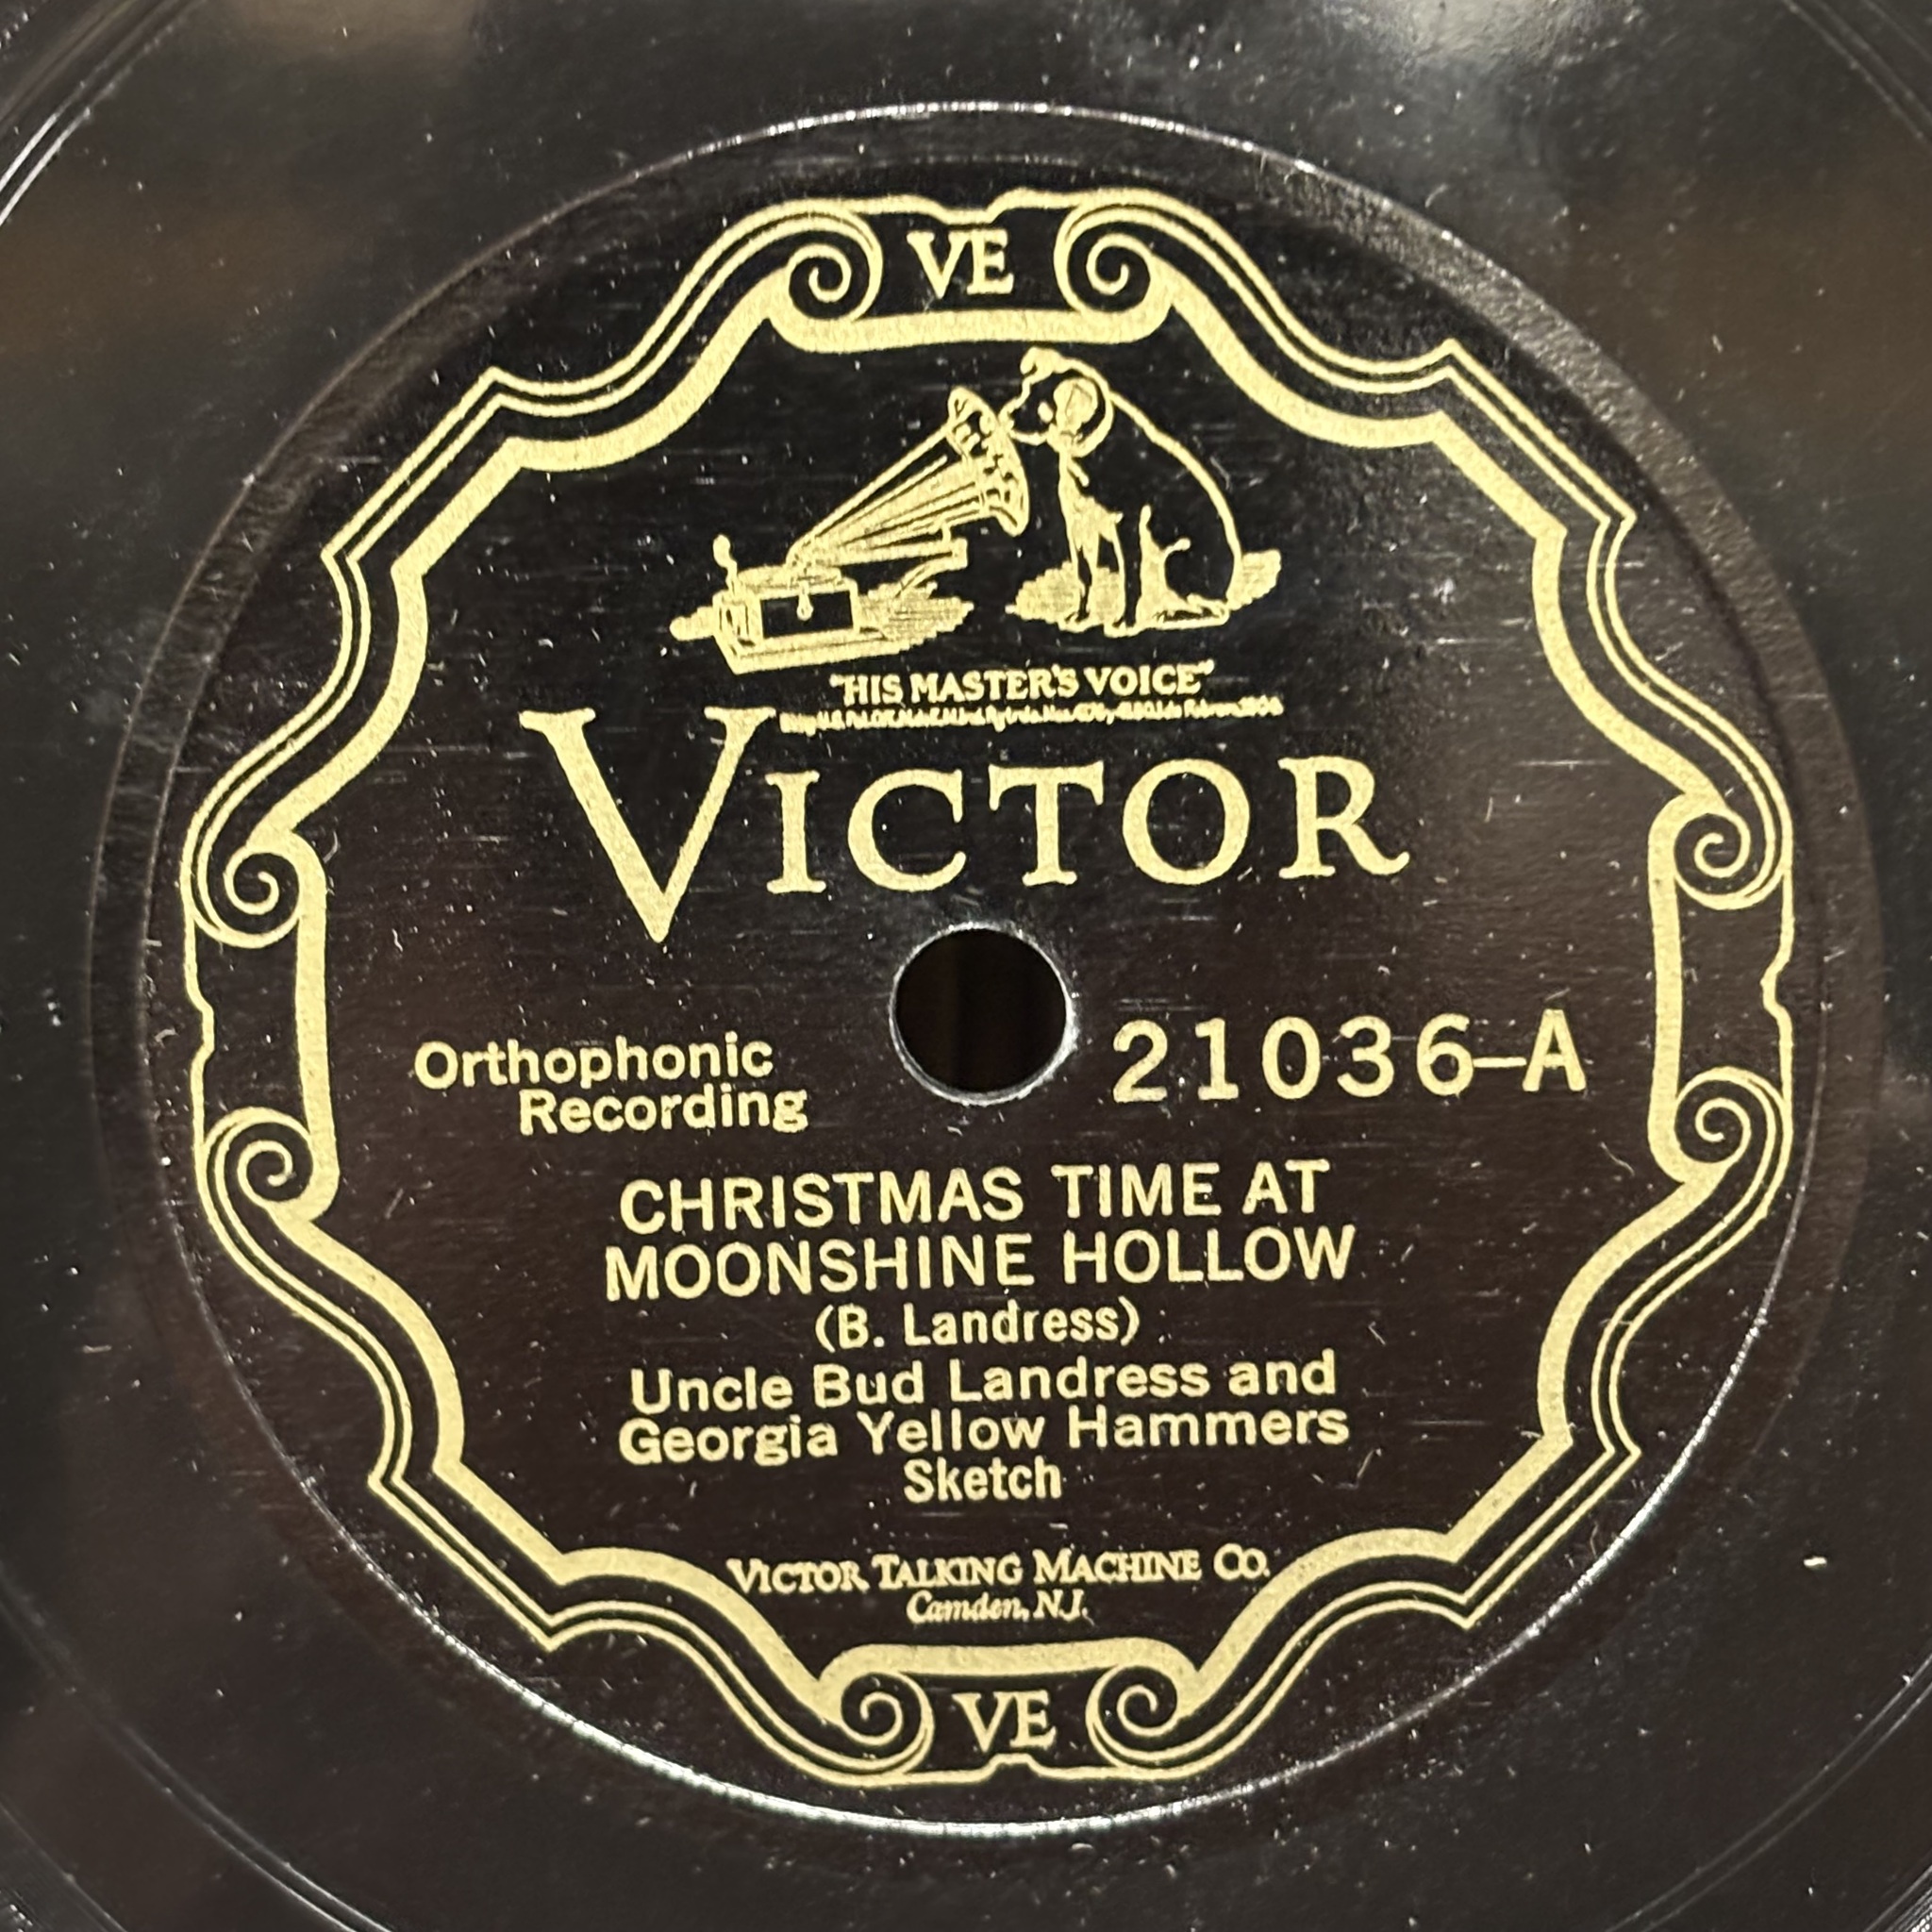 VE
"HIS MASTER'S VOICE"
VICTOR
Orthophonic
Recording
21036-A
CHRISTMAS TIME AT
MOONSHINE HOLLOW
(B. Landress)
Uncle Bud Landress and
Georgia Yellow Hammers
Sketch
VICTOR TALKING MACHINE CO.
Camden, N.J.
VE